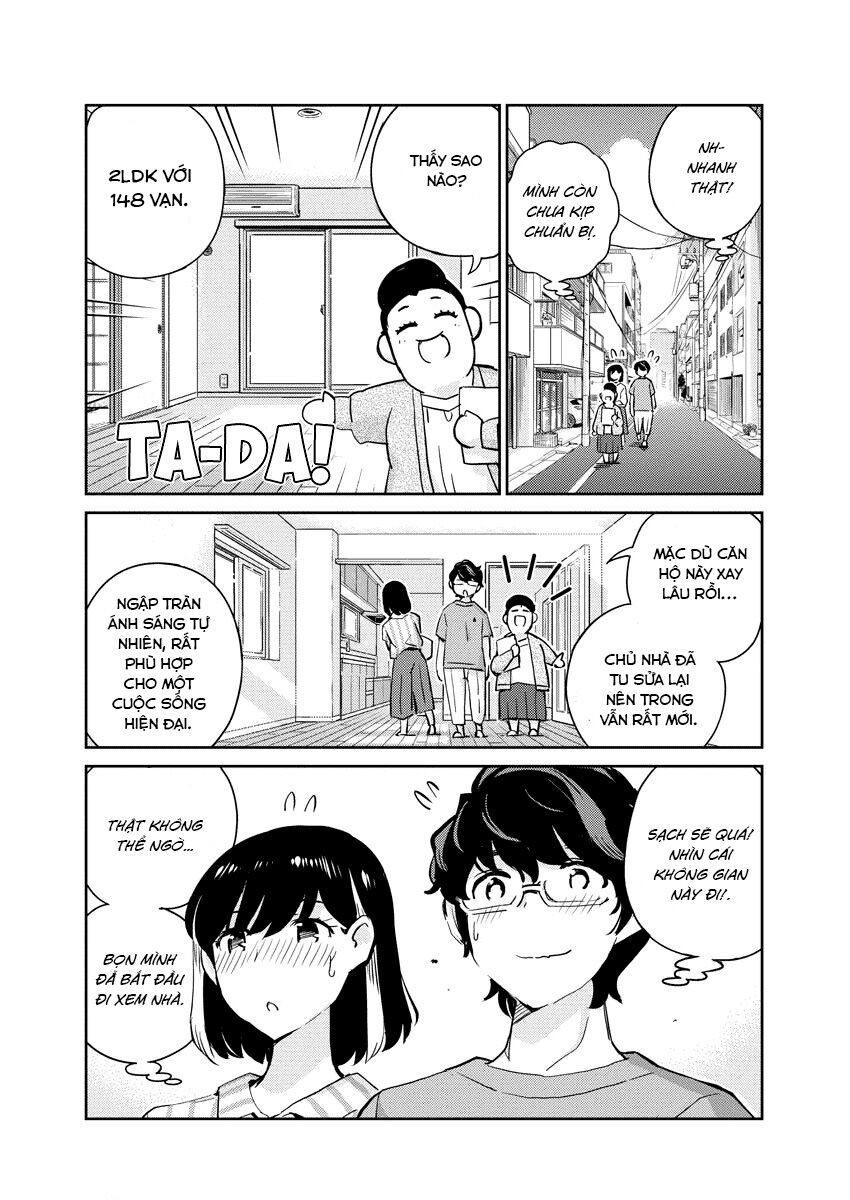 NH-
NHANH
THẬT!
MÌNH CÒN
CHƯA KỊP
CHUẨN BỊ.
THẤY SAO
NÀO?
2LDK VỚI
148 VẠN.
TA-DA!
MẶC DÙ CĂN
HỘ NÀY XAY
LÂU RỒI...
CHỦ NHÀ ĐÃ
TU SỬA LẠI
NÊN TRONG
VẪN RẤT MỚI.
NGẬP TRÀN
ÁNH SÁNG TỰ
NHIÊN, RẤT
PHÙ HỢP
CHO MỘT
CUỘC SỐNG
HIỆN ĐẠI.
SẠCH SẼ QUÁ!
NHÌN CÁI
KHÔNG GIAN
NÀY ĐI!.
THẬT KHÔNG
THỂ NGỜ...
BỌN MÌNH
ĐÃ BẮT ĐẦU
ĐI XEM NHÀ.